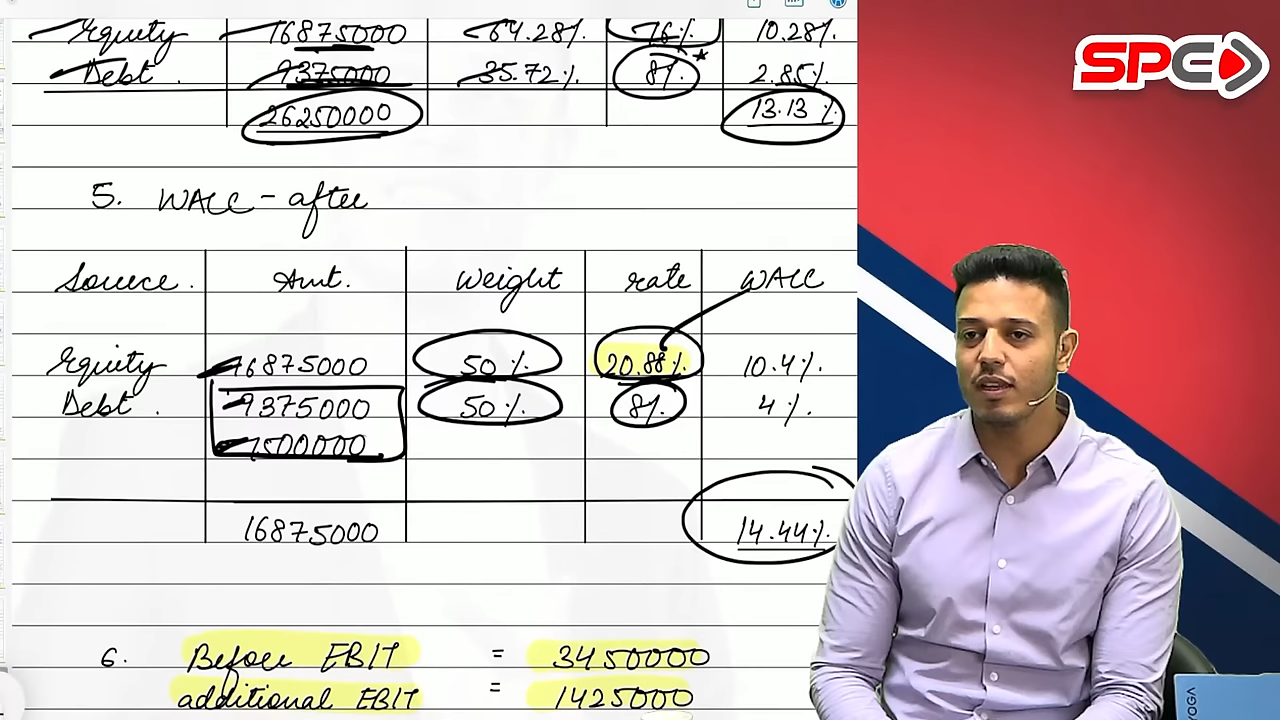 Equity 16875000 64.28% 16% 10.28%
Debt. 9375000 35.72% 8%* 2.85%
26250000 13.13%
SPC
5. WACC - after
Source. Amt. Weight rate WACC
Equity 16875000 50% 20.88% 10.4%.
Debt. 9375000 50% 8% 4%.
7500000
16875000 14.44%
6. Before EBIT = 3450000
additional EBIT = 1425000
YOGA